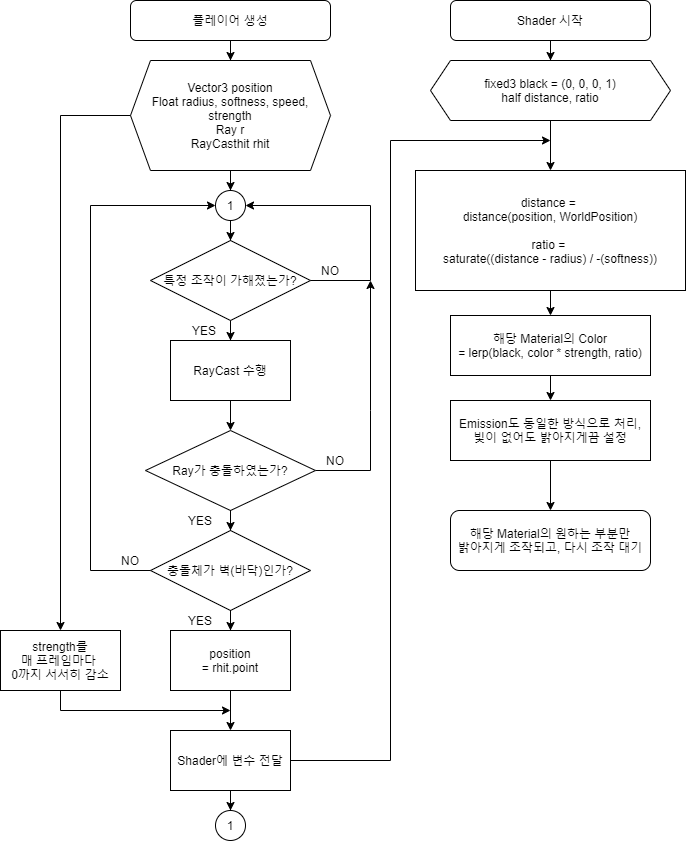 플레이어 생성
Vector3 position
Float radius, softness, speed,
strength
Ray r
RayCasthit rhit
1
특정 조작이 가해졌는가?
NO
YES
RayCast 수행
Ray가 충돌하였는가?
NO
YES
충돌체가 벽(바닥)인가?
NO
YES
strength를
매 프레임마다
0까지 서서히 감소
position
= rhit.point
Shader에 변수 전달
1
Shader 시작
fixed3 black = (0, 0, 0, 1)
half distance, ratio
distance =
distance(position, WorldPosition)
ratio =
saturate((distance - radius) / -(softness))
해당 Material의 Color
= lerp(black, color * strength, ratio)
Emission도 동일한 방식으로 처리,
빛이 없어도 밝아지게끔 설정
해당 Material의 원하는 부분만
밝아지게 조작되고, 다시 조작 대기